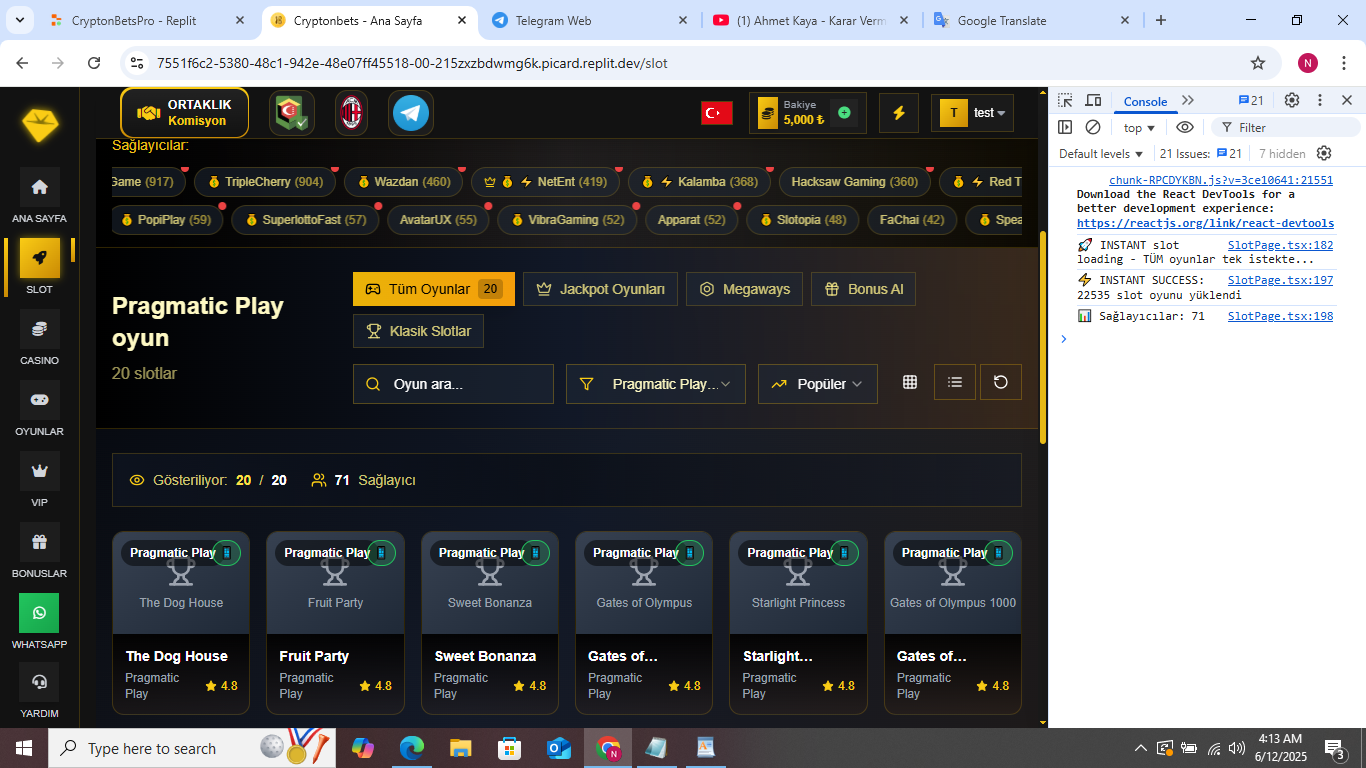 CryptonBetsPro - Replit
Cryptonbets - Ana Sayfa
Telegram Web
(1) Ahmet Kaya - Karar Verm
Google Translate
7551f6c2-5380-48c1-942e-48e07ff45518-00-215zxzbdwmg6k.picard.replit.dev/slot
N
ORTAKLIK
Komisyon
Bakiye
5,000 ₺
T
test
ANA SAYFA
SLOT
CASINO
OYUNLAR
VIP
BONUSLAR
WHATSAPP
YARDIM
Sağlayıcılar:
Game (917)
TripleCherry (904)
Wazdan (460)
NetEnt (419)
Kalamba (368)
Hacksaw Gaming (360)
Red T
PopiPlay (59)
SuperlottoFast (57)
AvatarUX (55)
VibraGaming (52)
Apparat (52)
Slotopia (48)
FaChai (42)
Spea
Pragmatic Play
oyun
20 slotlar
Tüm Oyunlar 20
Jackpot Oyunları
Megaways
Bonus Al
Klasik Slotlar
Oyun ara...
Pragmatic Play...
Popüler
Gösteriliyor: 20 / 20
71 Sağlayıcı
Pragmatic Play
The Dog House
The Dog House
Pragmatic
Play
4.8
Pragmatic Play
Fruit Party
Fruit Party
Pragmatic
Play
4.8
Pragmatic Play
Sweet Bonanza
Sweet Bonanza
Pragmatic
Play
4.8
Pragmatic Play
Gates of Olympus
Gates of...
Pragmatic
Play
4.8
Pragmatic Play
Starlight Princess
Starlight...
Pragmatic
Play
4.8
Pragmatic Play
Gates of Olympus 1000
Gates of...
Pragmatic
Play
4.8
Console
21
top
Filter
Default levels
21 Issues: 21
7 hidden
chunk-RPCDYKBN.js?v=3ce10641:21551
Download the React DevTools for a
better development experience:
https://reactjs.org/link/react-devtools
🚀 INSTANT slot SlotPage.tsx:182
loading - TÜM oyunlar tek istekte...
⚡ INSTANT SUCCESS: SlotPage.tsx:197
22535 slot oyunu yüklendi
📊 Sağlayıcılar: 71 SlotPage.tsx:198
Type here to search
4:13 AM
6/12/2025
3